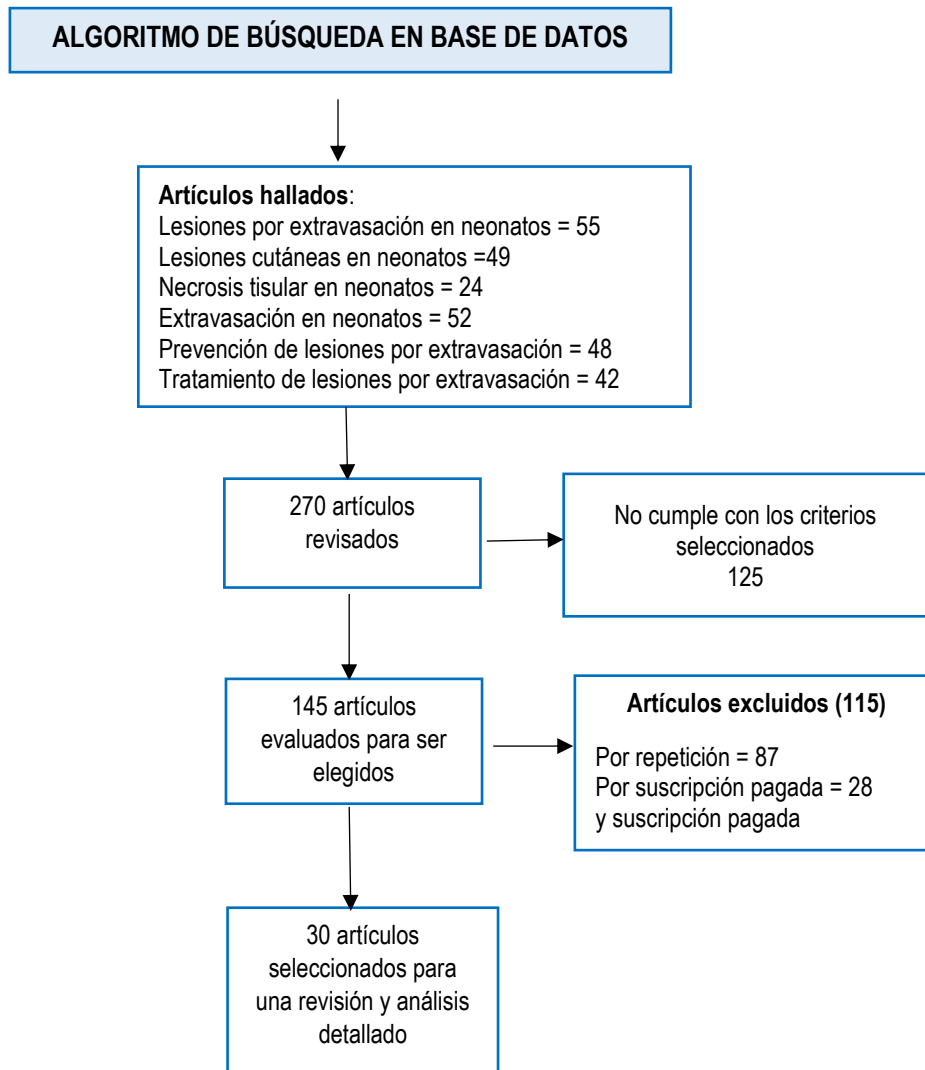 ALGORITMO DE BÚSQUEDA EN BASE DE DATOS
Artículos hallados:
Lesiones por extravasación en neonatos = 55
Lesiones cutáneas en neonatos =49
Necrosis tisular en neonatos = 24
Extravasación en neonatos = 52
Prevención de lesiones por extravasación = 48
Tratamiento de lesiones por extravasación = 42
270 artículos
revisados
No cumple con los criterios
seleccionados
125
145 artículos
evaluados para ser
elegidos
Artículos excluidos (115)
Por repetición = 87
Por suscripción pagada = 28
y suscripción pagada
30 artículos
seleccionados para
una revisión y análisis
detallado